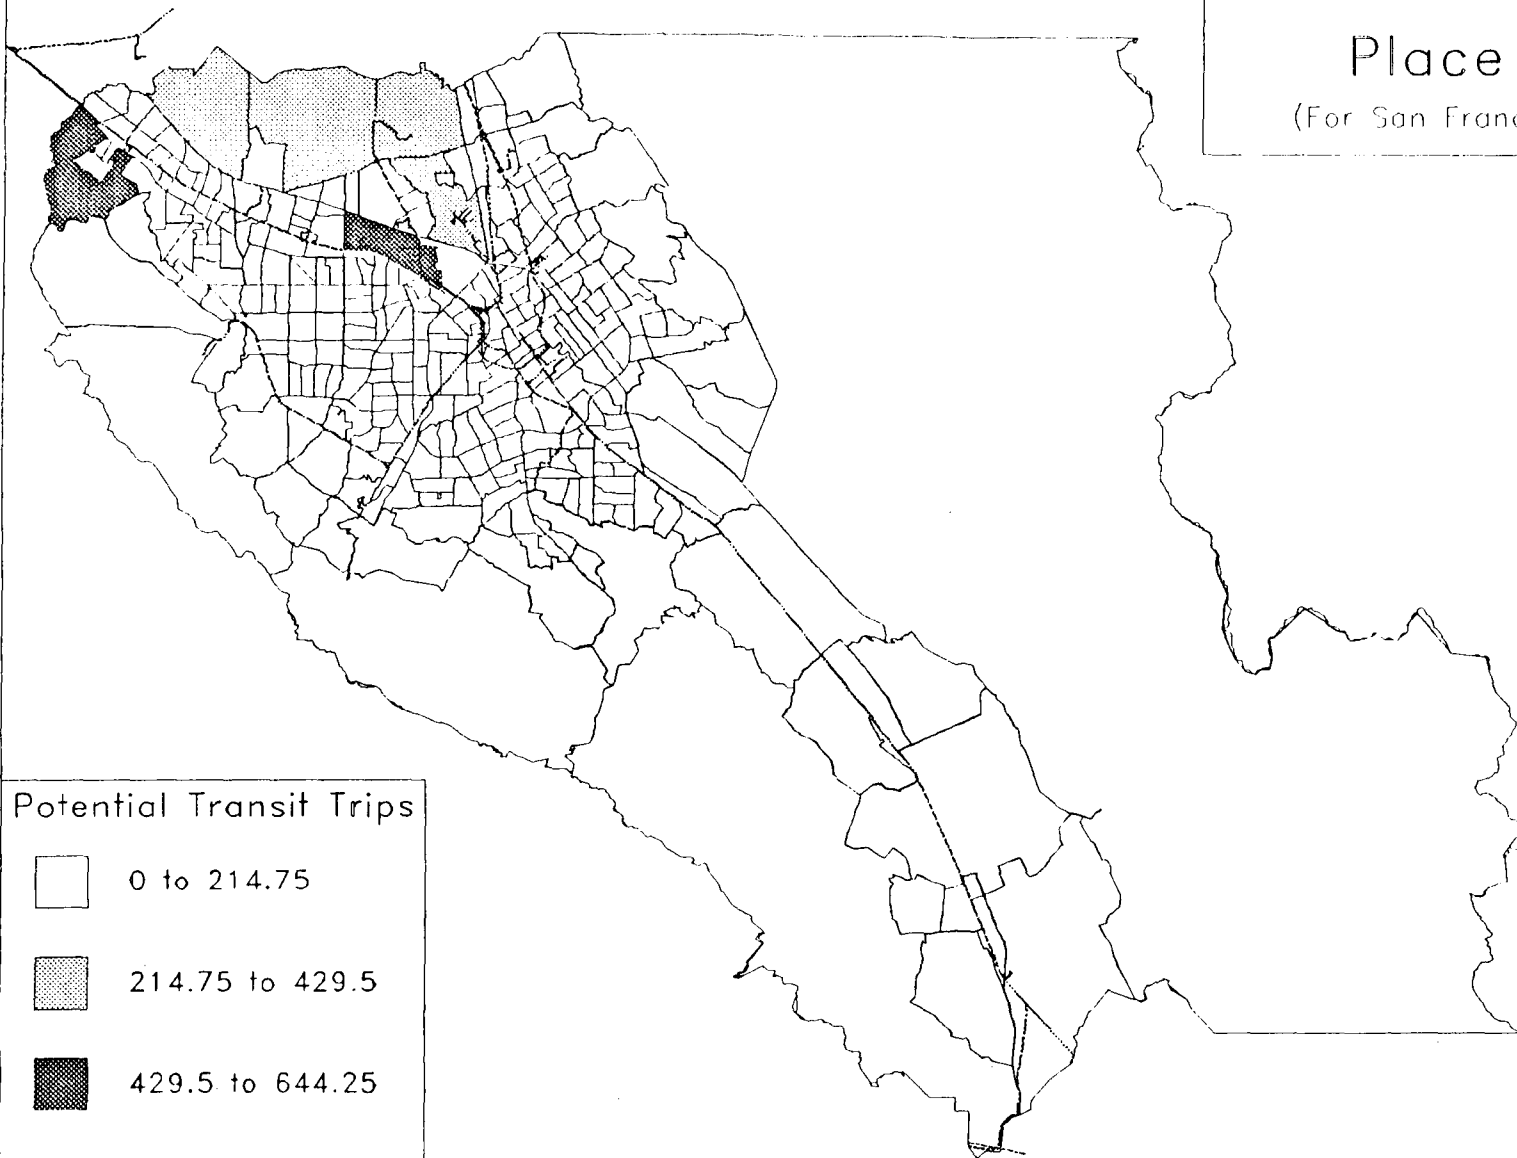 Place
(For San Fran
Potential Transit Trips
0 to 214.75
214.75 to 429.5
429.5 to 644.25